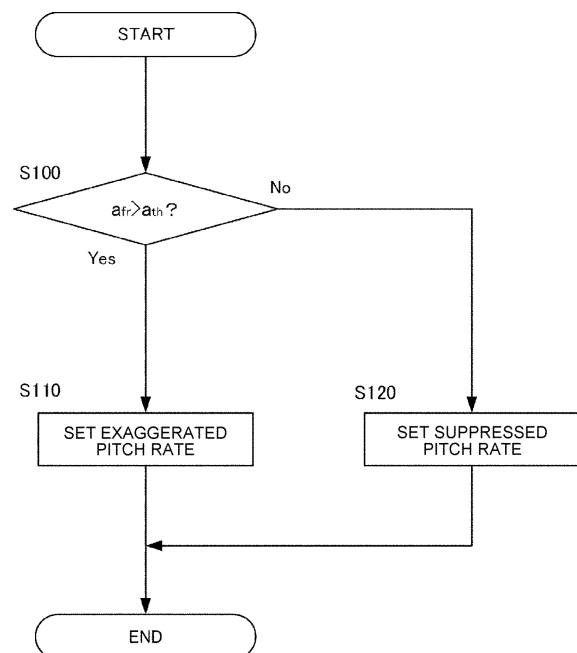 START
S100
afr>ath?
No
Yes
S110
S120
SET EXAGGERATED
PITCH RATE
SET SUPPRESSED
PITCH RATE
END